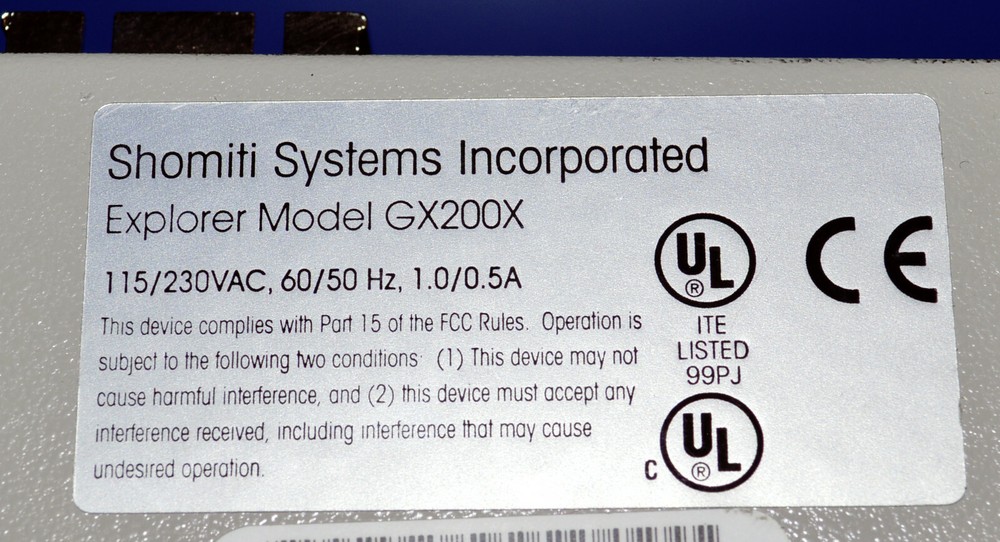 Shomiti Systems Incorporated
Explorer Model GX200X
115/230VAC, 60/50 Hz, 1.0/0.5A
This device complies with Part 15 of the FCC Rules. Operation is
subject to the following two conditions: (1) This device may not
cause harmful interference, and (2) this device must accept any
interference received, including interference that may cause
undesired operation.
UL
®
CE
ITE
LISTED
99PJ
C UL
®